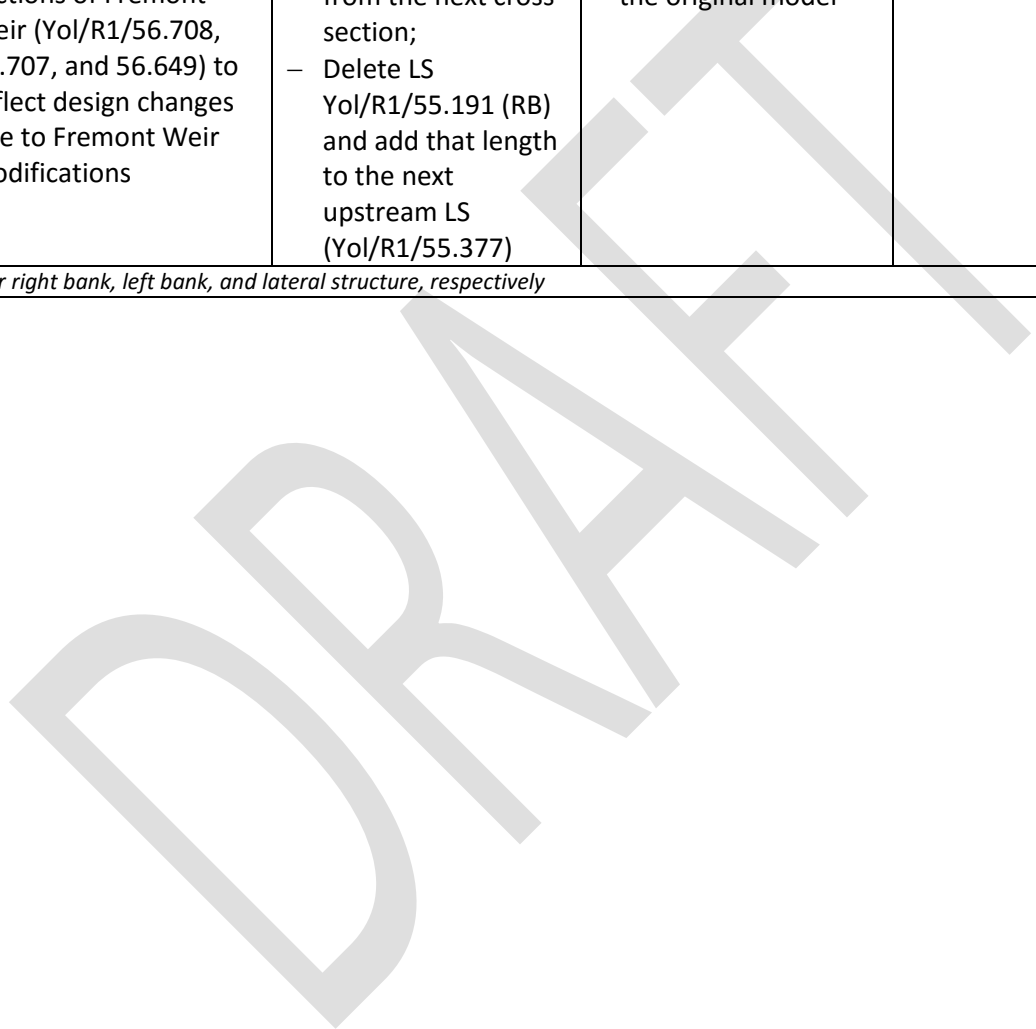 from the next cross
the original model
ctions of Fremont
eir (Yol/R1/56.708,
.707, and 56.649) to
flect design changes
e to Fremont Weir
odifications
section;
– Delete LS
Yol/R1/55.191 (RB)
and add that length
to the next
upstream LS
(Yol/R1/55.377)
r right bank, left bank, and lateral structure, respectively
DRAFT